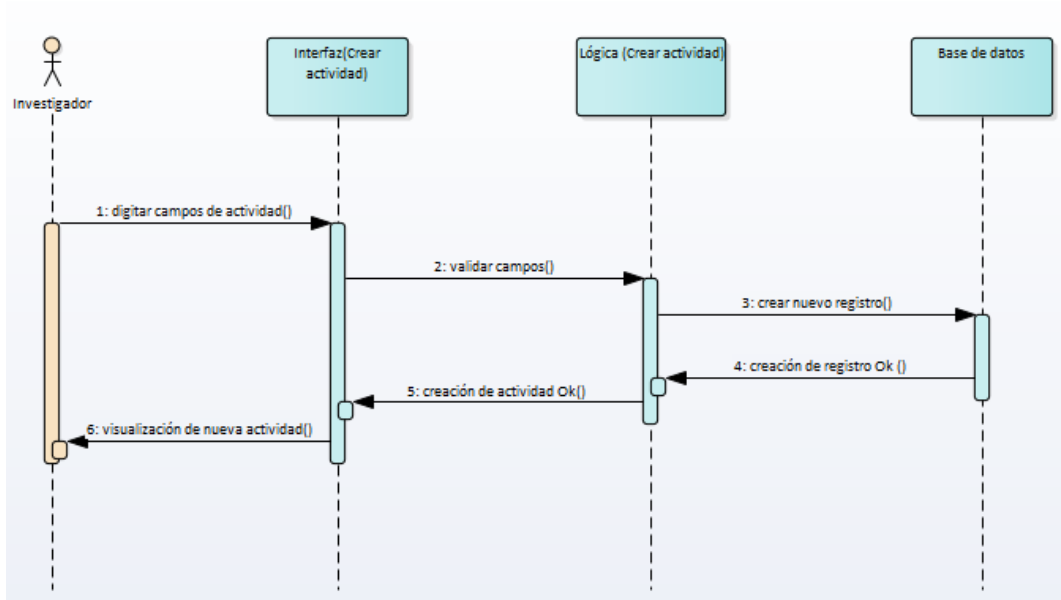 Investigador
Interfaz(Crear
actividad)
Lógica (Crear actividad)
Base de datos
1: digitar campos de actividad()
2: validar campos()
3: crear nuevo registro()
4: creación de registro Ok ()
5: creación de actividad Ok()
6: visualización de nueva actividad()